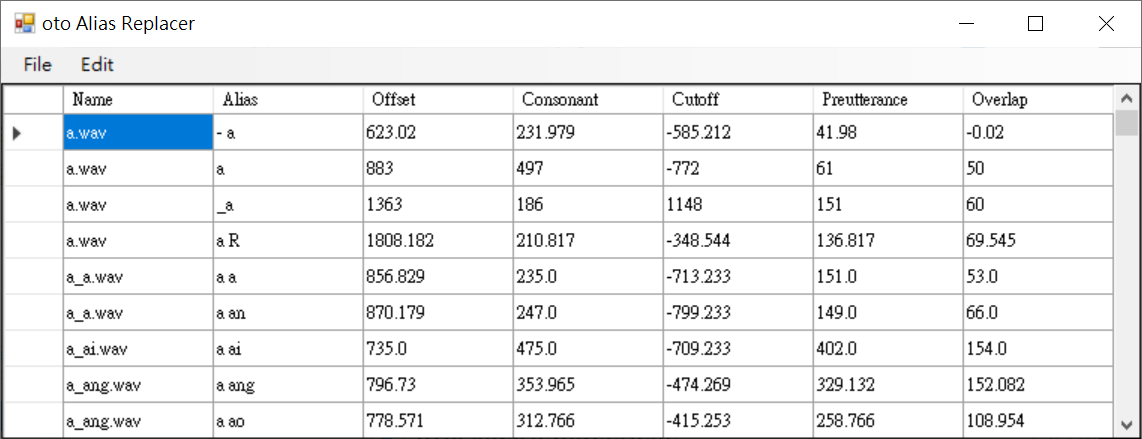 oto Alias Replacer
File Edit
Name Alias Offset Consonant Cutoff Preutterance Overlap
a.wav - a 623.02 231.979 -585.212 41.98 -0.02
a.wav a 883 497 -772 61 50
a.wav _a 1363 186 1148 151 60
a.wav a R 1808.182 210.817 -348.544 136.817 69.545
a_a.wav a a 856.829 235.0 -713.233 151.0 53.0
a_a.wav a an 870.179 247.0 -799.233 149.0 66.0
a_ai.wav a ai 735.0 475.0 -709.233 402.0 154.0
a_ang.wav a ang 796.73 353.965 -474.269 329.132 152.082
a_ang.wav a ao 778.571 312.766 -415.253 258.766 108.954